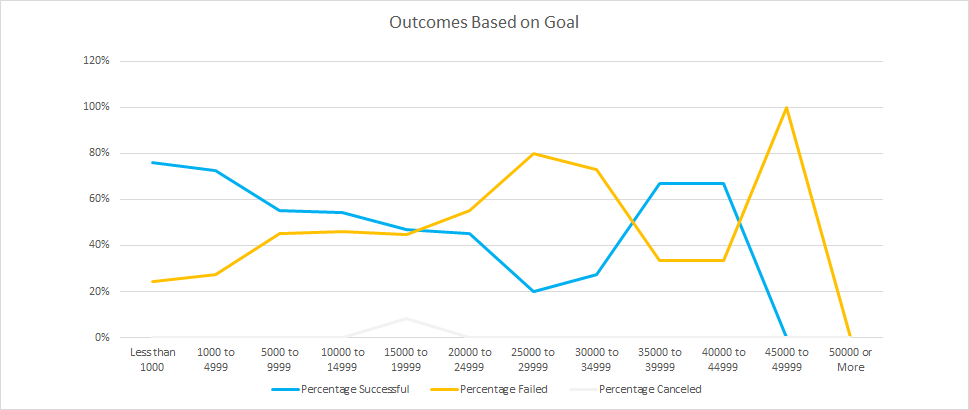 Outcomes Based on Goal
120%
100%
80%
60%
40%
20%
0%
Less than 1000 to 5000 to 10000 to 15000 to 20000 to 25000 to 30000 to 35000 to 40000 to 45000 to 50000 or
1000 4999 9999 14999 19999 24999 29999 34999 39999 44999 49999 More
Percentage Successful Percentage Failed Percentage Canceled